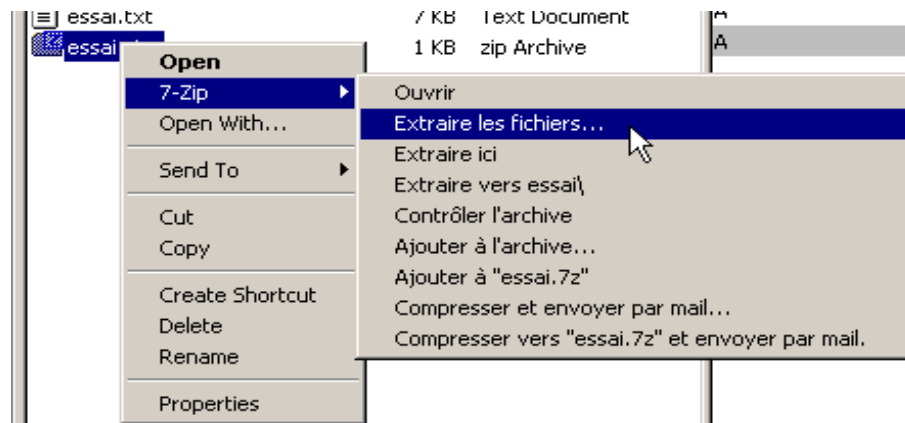 essai.txt 7 KB Text Document A
essai 1 KB zip Archive A
Open
7-Zip
Open With...
Send To
Cut
Copy
Create Shortcut
Delete
Rename
Properties
Ouvrir
Extraire les fichiers...
Extraire ici
Extraire vers essai\
Contrôler l'archive
Ajouter à l'archive...
Ajouter à "essai.7z"
Compresser et envoyer par mail...
Compresser vers "essai.7z" et envoyer par mail.